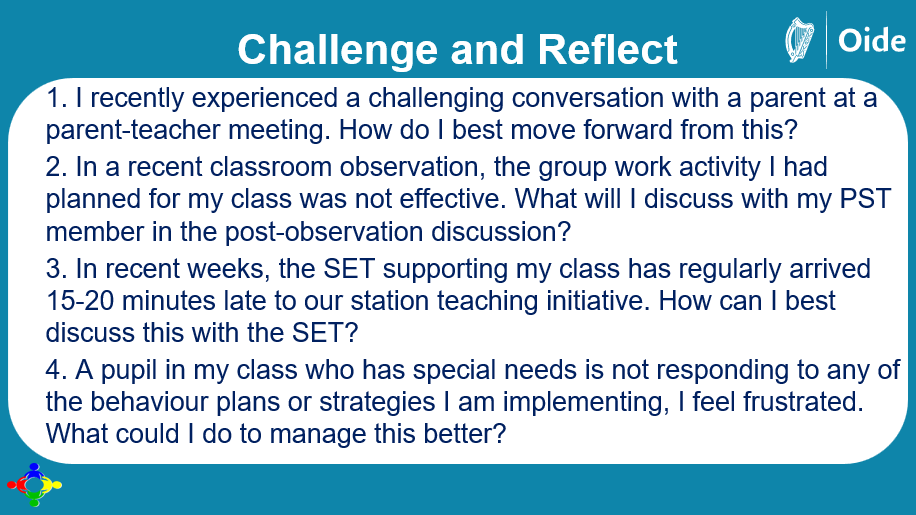 Challenge and Reflect
Oide
1. I recently experienced a challenging conversation with a parent at a
parent-teacher meeting. How do I best move forward from this?
2. In a recent classroom observation, the group work activity I had
planned for my class was not effective. What will I discuss with my PST
member in the post-observation discussion?
3. In recent weeks, the SET supporting my class has regularly arrived
15-20 minutes late to our station teaching initiative. How can I best
discuss this with the SET?
4. A pupil in my class who has special needs is not responding to any of
the behaviour plans or strategies I am implementing, I feel frustrated.
What could I do to manage this better?